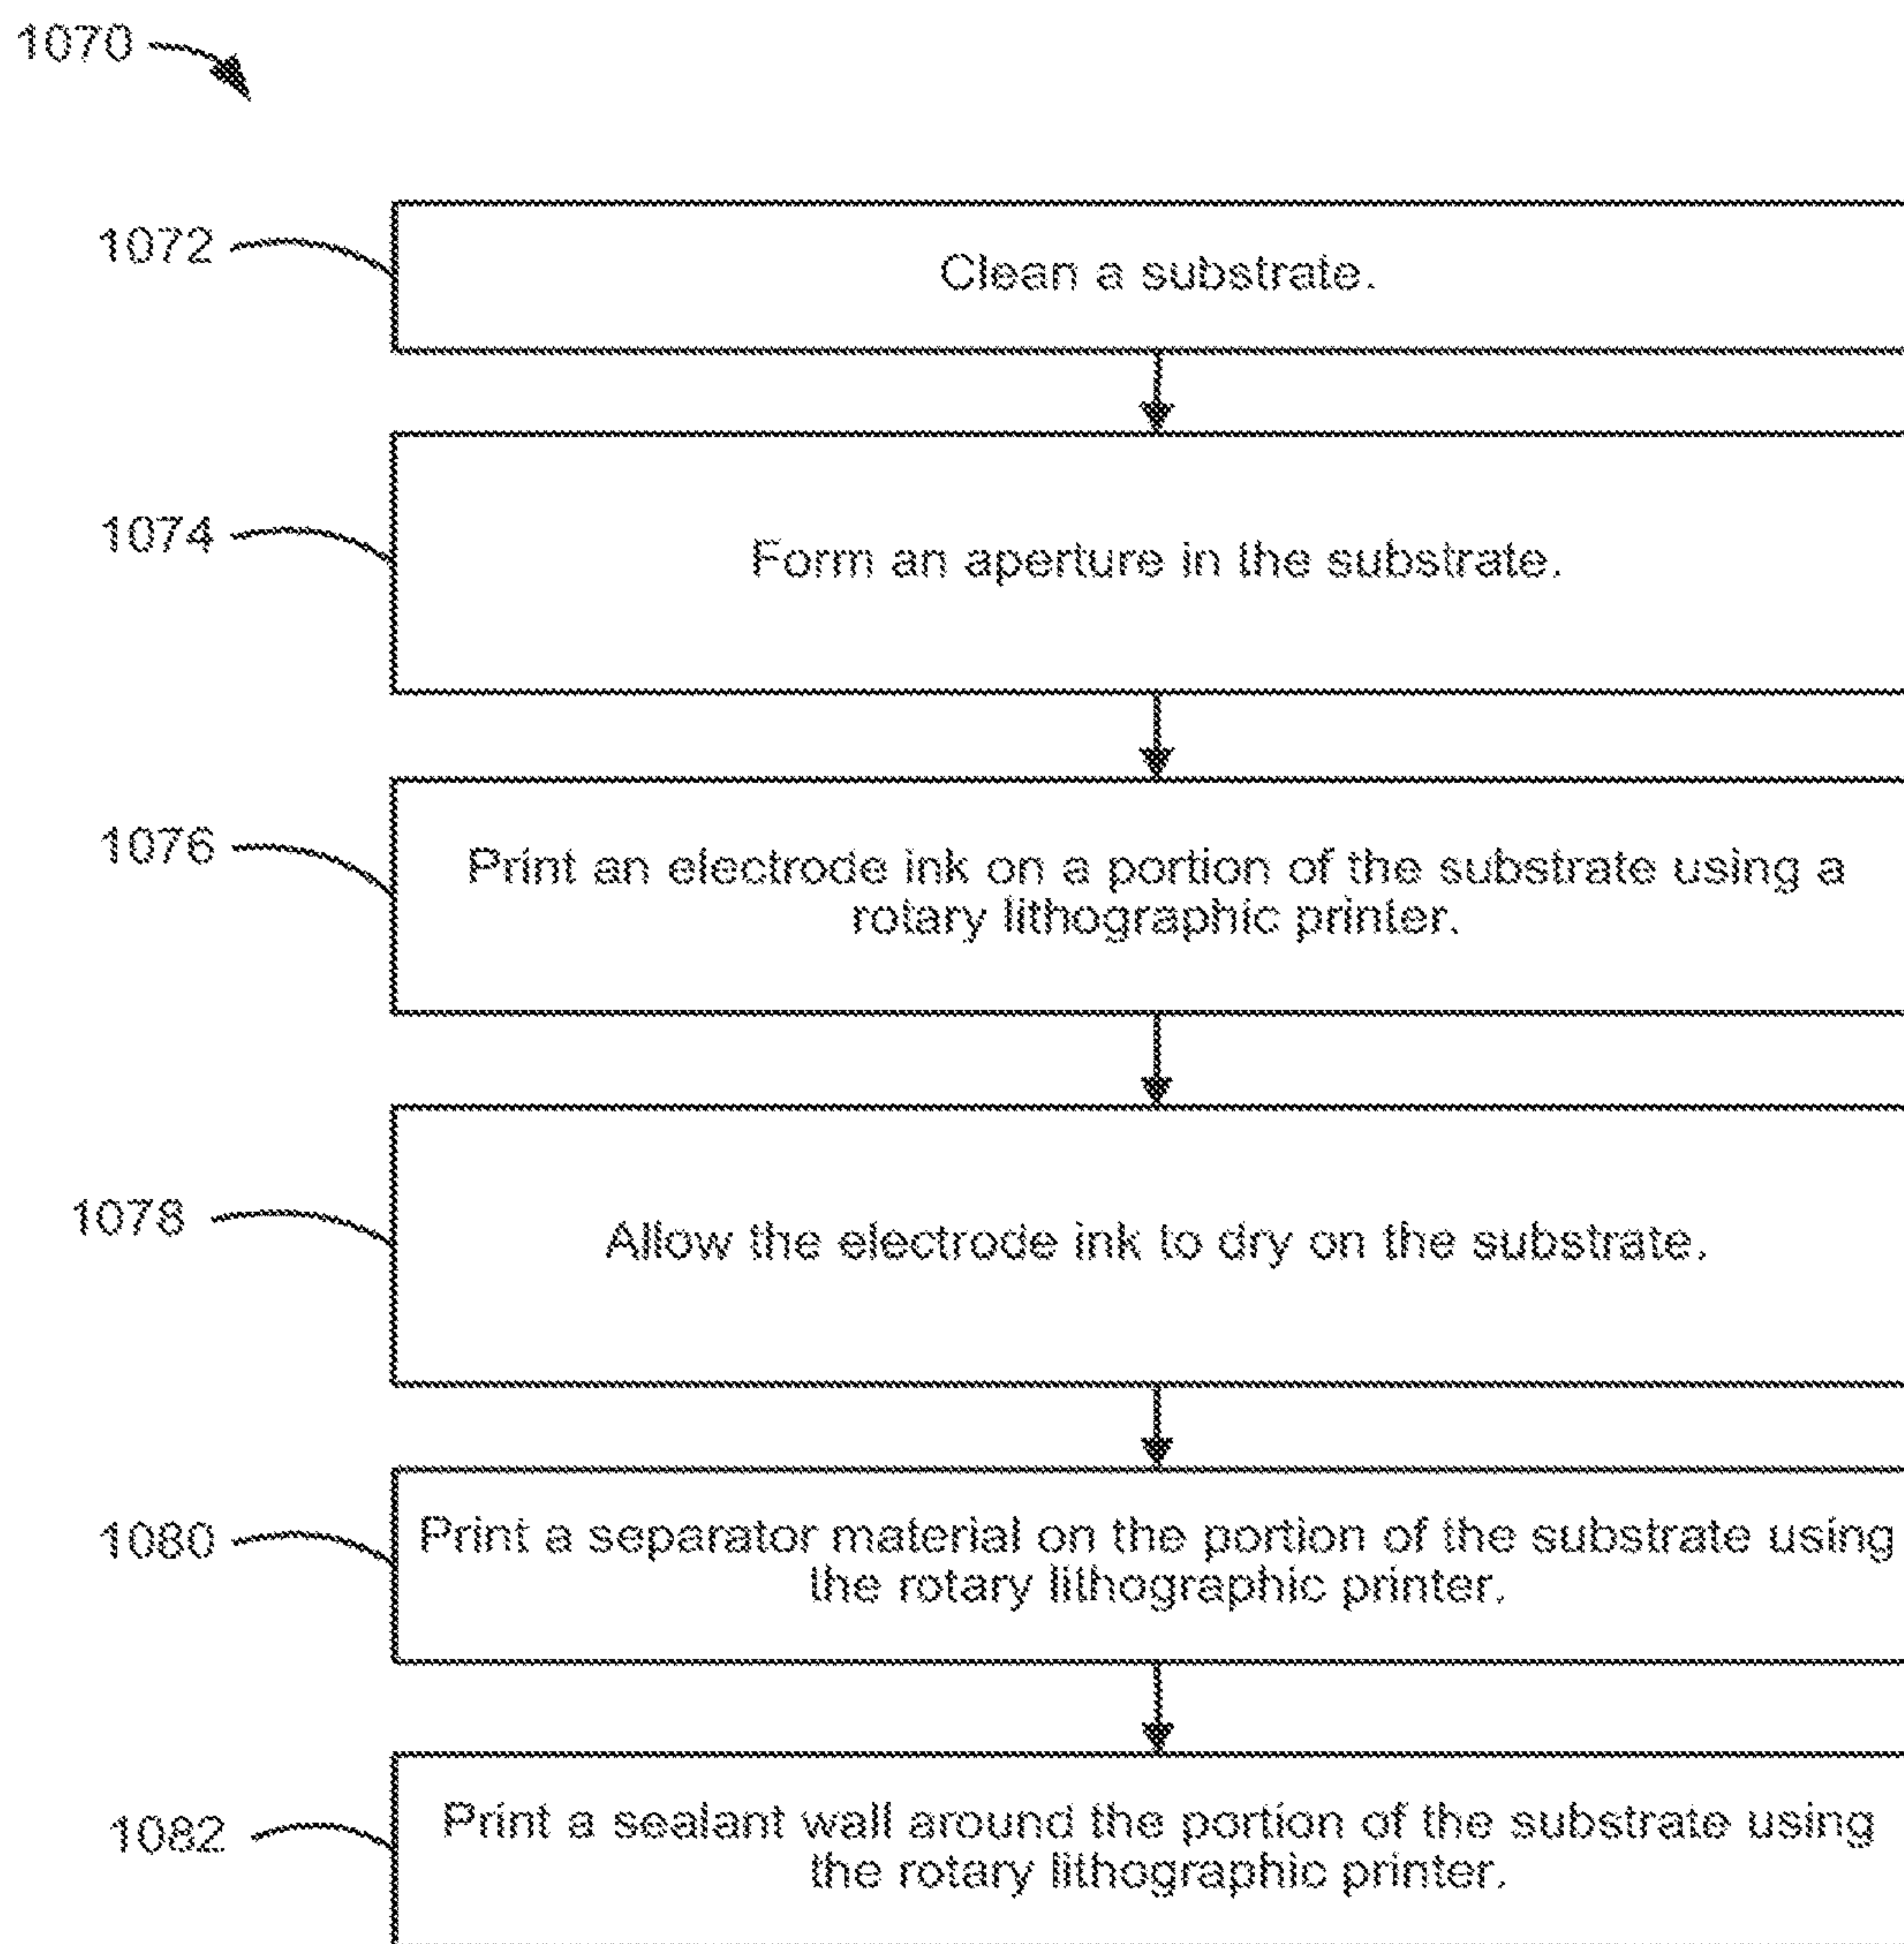 1070
1072
Clean a substrate.
1074
Form an aperture in the substrate.
1076
Print an electrode ink on a portion of the substrate using a
rotary lithographic printer.
1078
Allow the electrode ink to dry on the substrate.
1080
Print a separator material on the portion of the substrate using
the rotary lithographic printer.
1082
Print a sealant wall around the portion of the substrate using
the rotary lithographic printer.